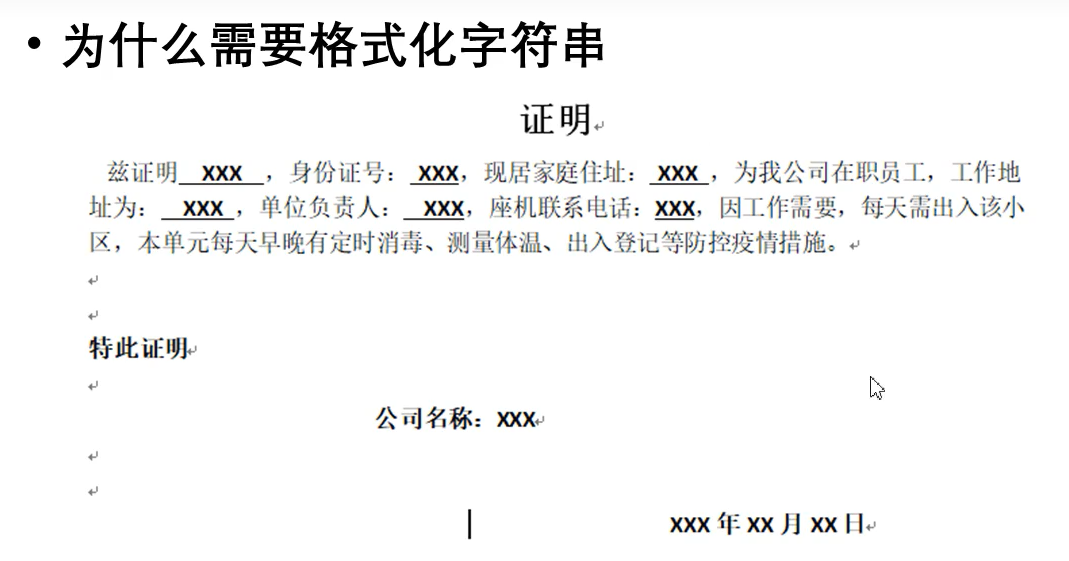 • 为什么需要格式化字符串
证明
兹证明 XXX ，身份证号： XXX，现居家庭住址： XXX ，为我公司在职员工，工作地
址为： XXX ，单位负责人： XXX，座机联系电话：XXX，因工作需要，每天需出入该小
区，本单元每天早晚有定时消毒、测量体温、出入登记等防控疫情措施。
特此证明
公司名称：XXX
XXX 年 XX 月 XX 日